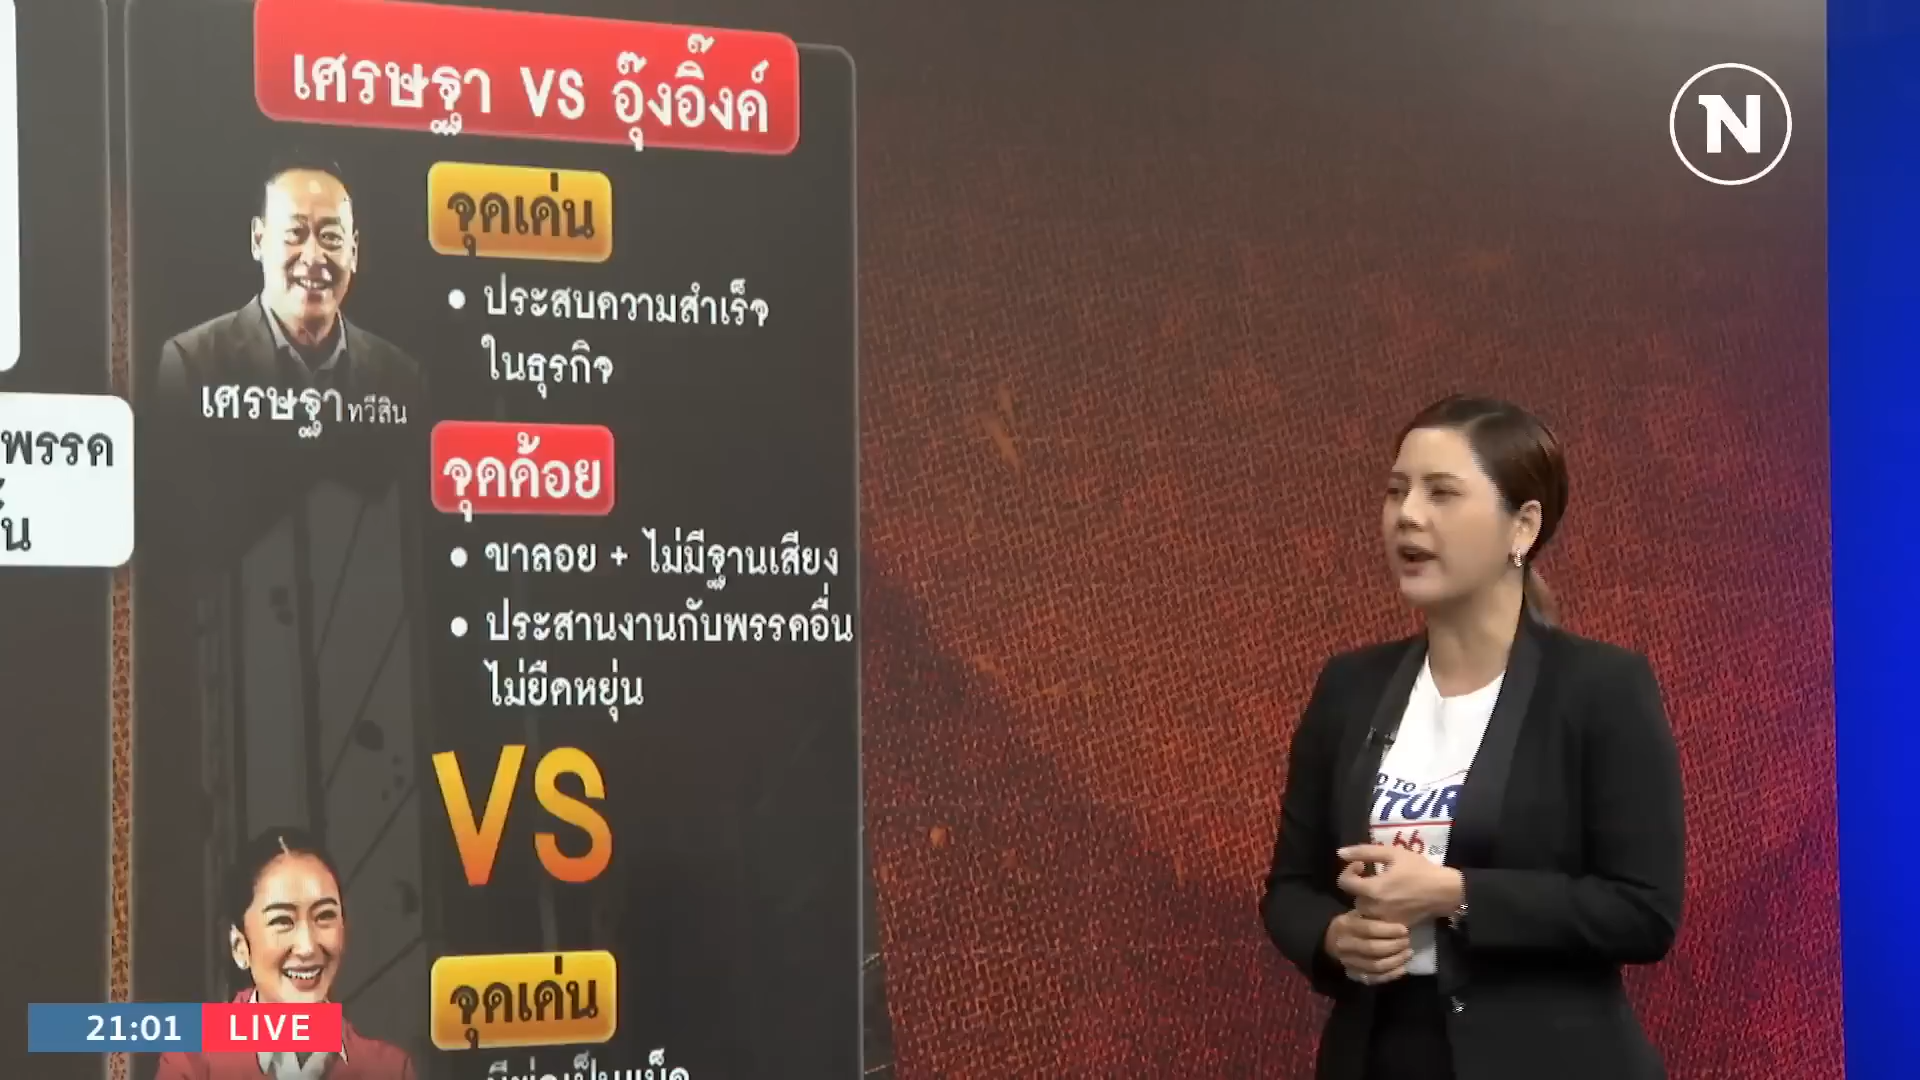 เศรษฐา VS อุ๊งอิ๊งค์
จุดเด่น
• ประสบความสำเร็จ
ในธุรกิจ
เศรษฐา ทวีสิน
จุดด้อย
• ขาลอย + ไม่มีฐานเสียง
• ประสานงานกับพรรคอื่น
ไม่ยืดหยุ่น
VS
จุดเด่น
พรรค
N
TO
66
21:01 LIVE